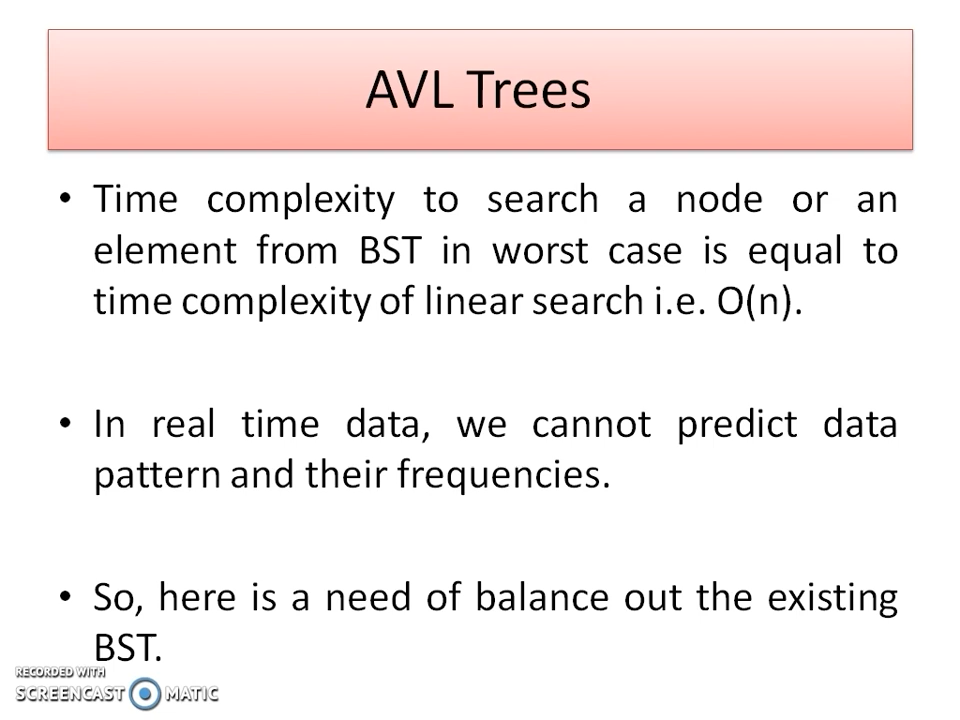 AVL Trees
• Time complexity to search a node or an
element from BST in worst case is equal to
time complexity of linear search i.e. O(n).
• In real time data, we cannot predict data
pattern and their frequencies.
• So, here is a need of balance out the existing
BST.
RECORDED WITH
SCREENCAST MATIC